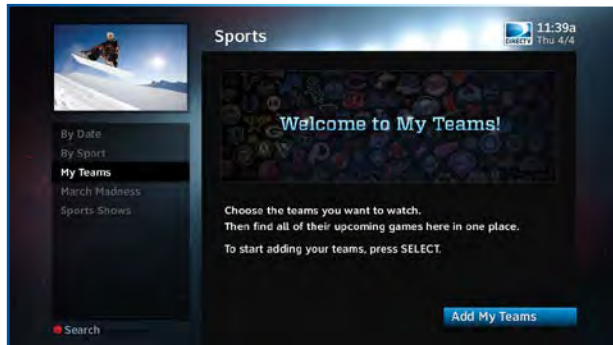 Sports
DIRECTV
11:39a
Thu 4/4
Welcome to My Teams!
By Date
By Sport
My Teams
March Madness
Sports Shows
Choose the teams you want to watch.
Then find all of their upcoming games here in one place.
To start adding your teams, press SELECT.
Add My Teams
Search